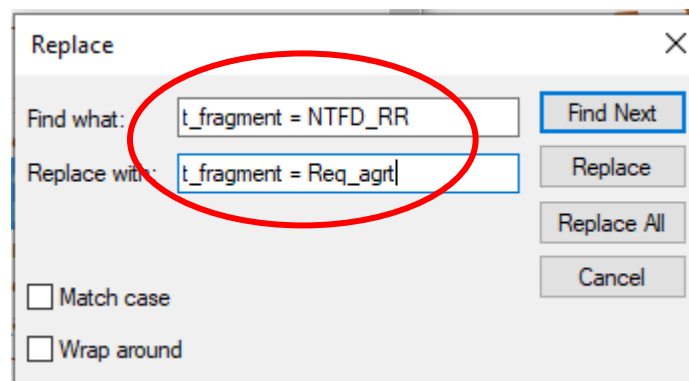 Replace
Find what: t_fragment = NTFD_RR Find Next
Replace with: t_fragment = Req_agrt Replace
Replace All
Cancel
Match case
Wrap around